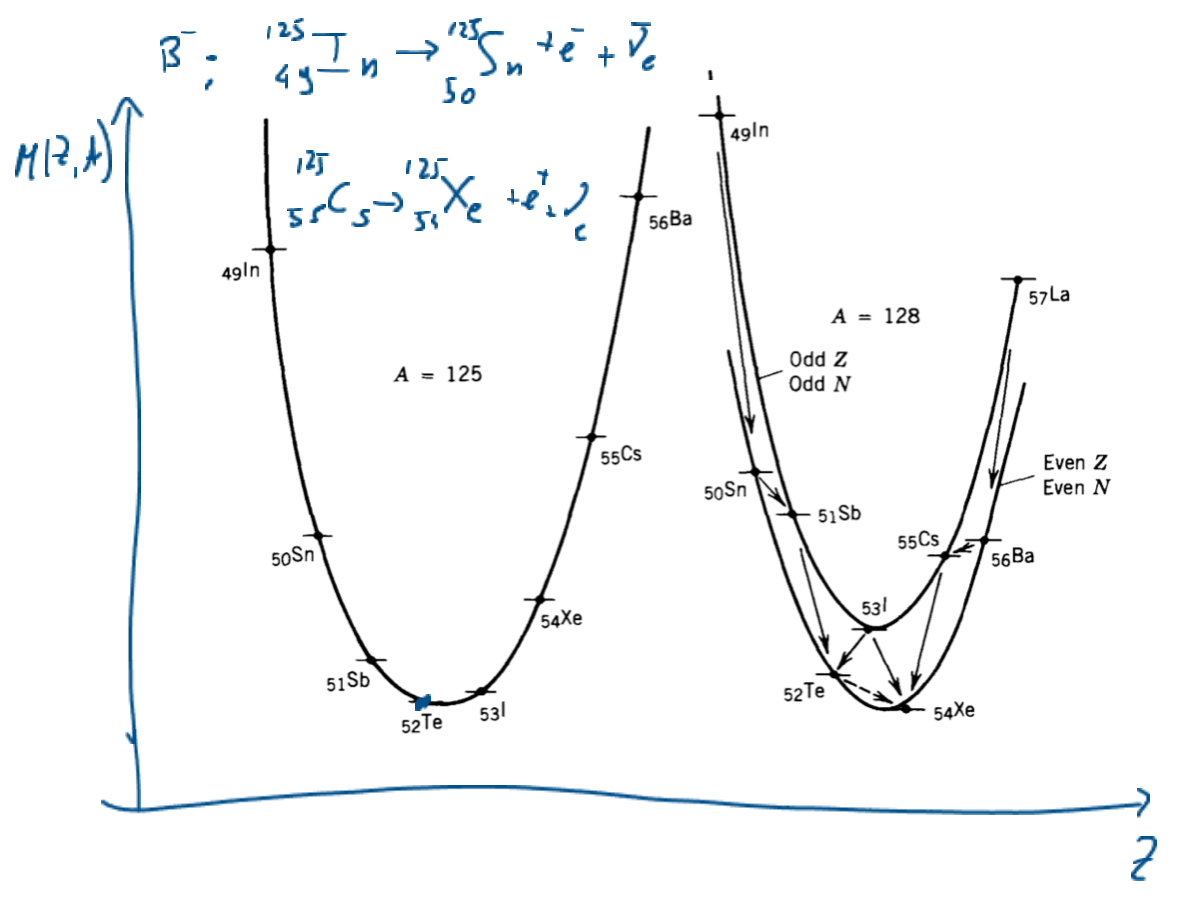 β⁻: ¹²⁵₄₉In → ¹²⁵₅₀Sn + e⁻ + ν̄ₑ
M(Z,A)
¹²⁵₅₅Cs → ¹²⁵₅₄Xe + e⁺ + νₑ
₄₉In
₅₆Ba
A = 125
₅₅Cs
₅₀Sn
₅₄Xe
₅₁Sb
₅₂Te
₅₃I
₄₉In
₅₇La
A = 128
Odd Z
Odd N
Even Z
Even N
₅₀Sn
₅₁Sb
₅₅Cs
₅₆Ba
₅₃I
₅₂Te
₅₄Xe
Z